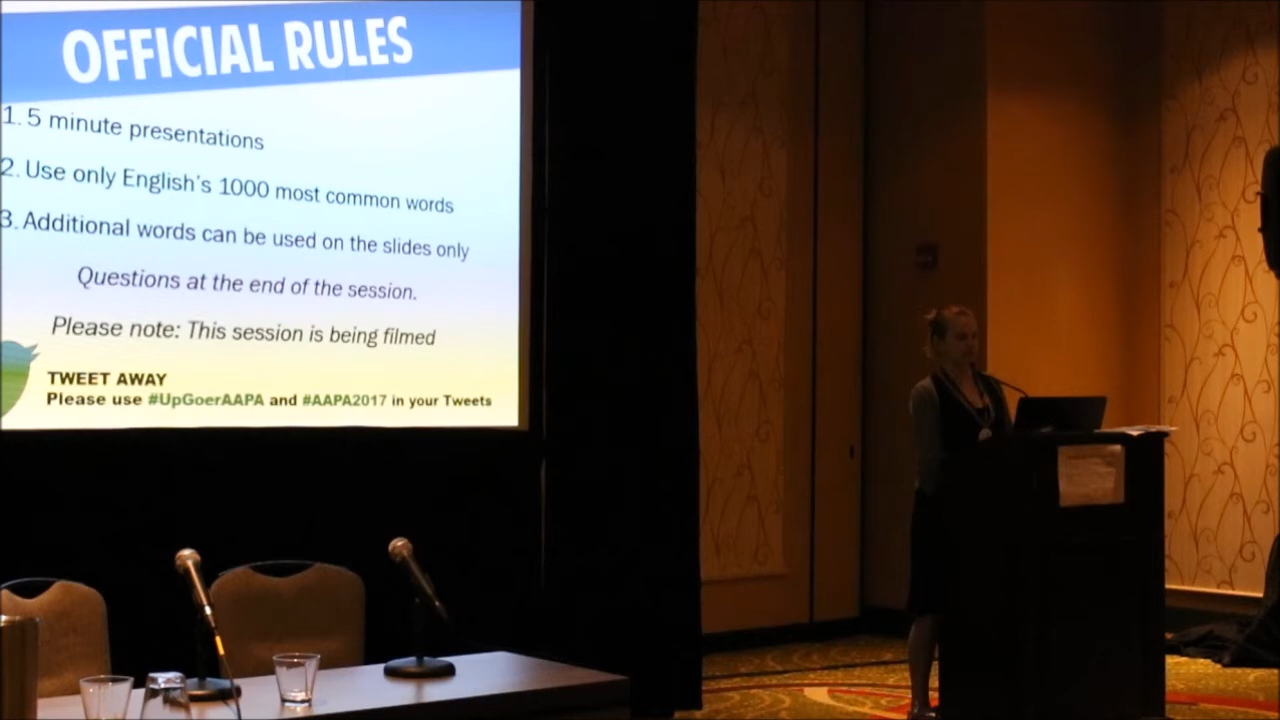 OFFICIAL RULES
1. 5 minute presentations
2. Use only English's 1000 most common words
3. Additional words can be used on the slides only
Questions at the end of the session.
Please note: This session is being filmed
TWEET AWAY
Please use #UpGoerAAPA and #AAPA2017 in your Tweets